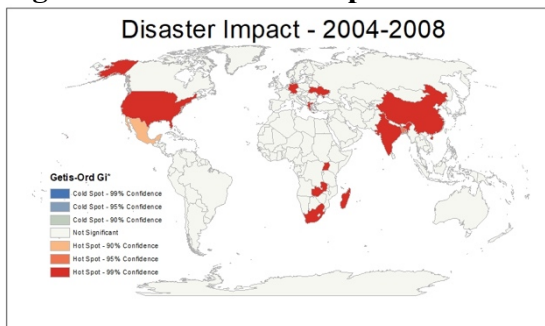 Disaster Impact - 2004-2008
Getis-Ord Gi*
Cold Spot - 99% Confidence
Cold Spot - 95% Confidence
Cold Spot - 90% Confidence
Not Significant
Hot Spot - 90% Confidence
Hot Spot - 95% Confidence
Hot Spot - 99% Confidence